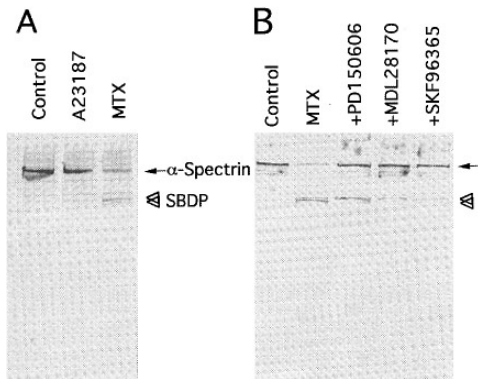 A
Control
A23187
MTX
α-Spectrin
SBDP
B
Control
MTX
+PD150606
+MDL28170
+SKF96365